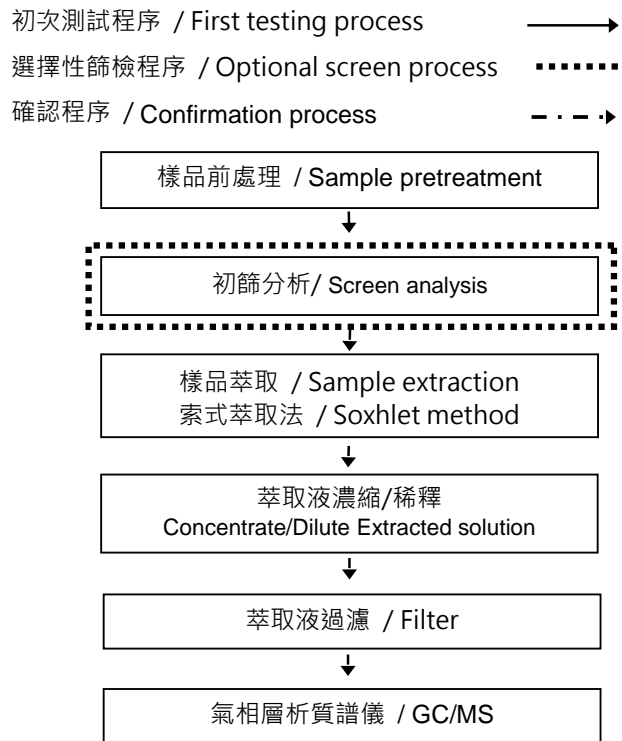 初次測試程序 / First testing process
選擇性篩檢程序 / Optional screen process
確認程序 / Confirmation process
樣品前處理 / Sample pretreatment
初篩分析/ Screen analysis
樣品萃取 / Sample extraction
索式萃取法 / Soxhlet method
萃取液濃縮/稀釋
Concentrate/Dilute Extracted solution
萃取液過濾 / Filter
氣相層析質譜儀 / GC/MS